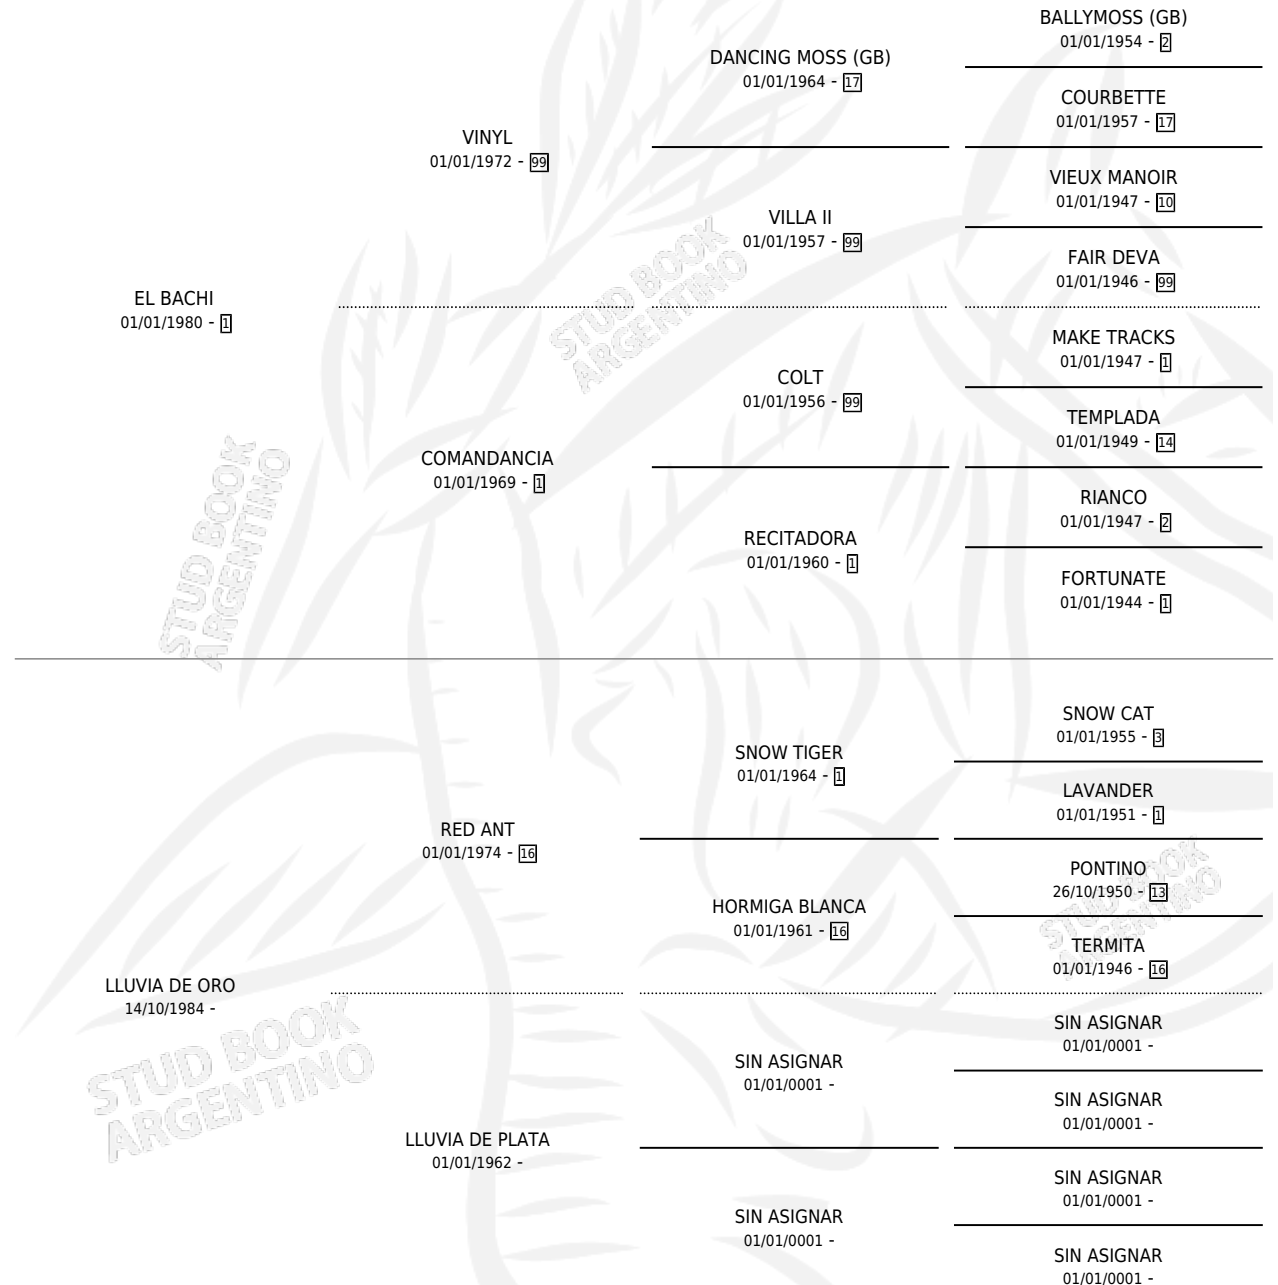 BALLYMOSS (GB)
01/01/1954 - 2
DANCING MOSS (GB)
01/01/1964 - 17
COURBETTE
01/01/1957 - 17
VINYL
01/01/1972 - 99
VIEUX MANOIR
01/01/1947 - 10
VILLA II
01/01/1957 - 99
FAIR DEVA
01/01/1946 - 99
EL BACHI
01/01/1980 - 1
MAKE TRACKS
01/01/1947 - 1
COLT
01/01/1956 - 99
TEMPLADA
01/01/1949 - 14
COMANDANCIA
01/01/1969 - 1
RIANCO
01/01/1947 - 2
RECITADORA
01/01/1960 - 1
FORTUNATE
01/01/1944 - 1
SNOW CAT
01/01/1955 - 3
SNOW TIGER
01/01/1964 - 1
LAVANDER
01/01/1951 - 1
RED ANT
01/01/1974 - 16
PONTINO
26/10/1950 - 13
HORMIGA BLANCA
01/01/1961 - 16
TERMITA
01/01/1946 - 16
LLUVIA DE ORO
14/10/1984 -
SIN ASIGNAR
01/01/0001 -
SIN ASIGNAR
01/01/0001 -
SIN ASIGNAR
01/01/0001 -
LLUVIA DE PLATA
01/01/1962 -
SIN ASIGNAR
01/01/0001 -
SIN ASIGNAR
01/01/0001 -
SIN ASIGNAR
01/01/0001 -
STUD BOOK
ARGENTINO
STUD BOOK
ARGENTINO
STUD BOOK
ARGENTINO
STUD BOOK
ARGENTINO